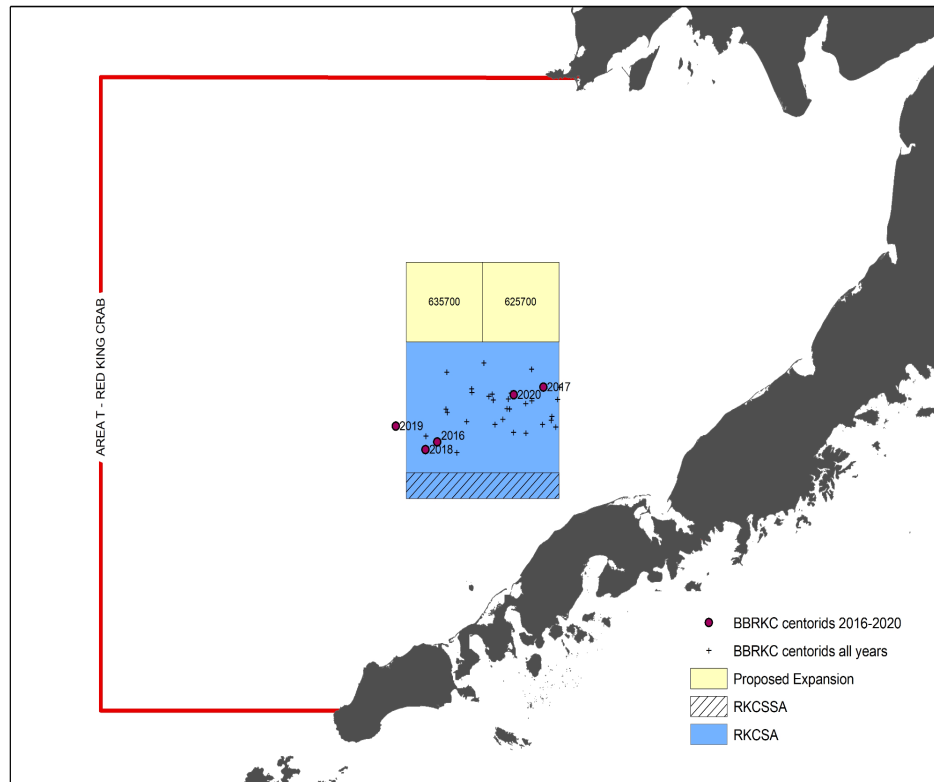 AREA T - RED KING CRAB
635700
625700
2017
2020
2019
2016
2018
BBRKC centorids 2016-2020
BBRKC centorids all years
Proposed Expansion
RKCSSA
RKCSA